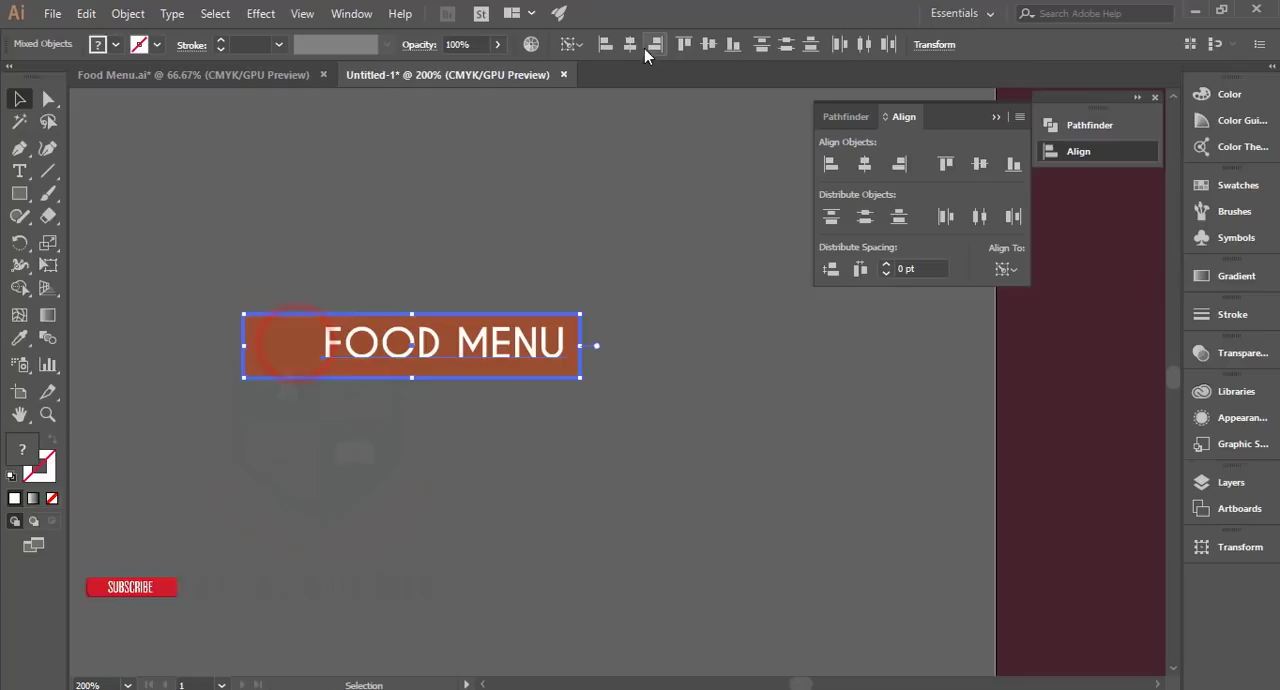 Ai File Edit Object Type Select Effect View Window Help Br St Essentials Search Adobe Help
Mixed Objects ? Stroke: Opacity: 100% Transform
Food Menu.ai* @ 66.67% (CMYK/GPU Preview) Untitled-1* @ 200% (CMYK/GPU Preview)
Pathfinder Align
Align Objects:
Distribute Objects:
Distribute Spacing: Align To:
0 pt
Pathfinder
Align
Color
Color Gui...
Color The...
Swatches
Brushes
Symbols
Gradient
Stroke
Transpare...
Libraries
Appearan...
Graphic S...
Layers
Artboards
Transform
FOOD MENU
?
SUBSCRIBE
200% 1 Selection